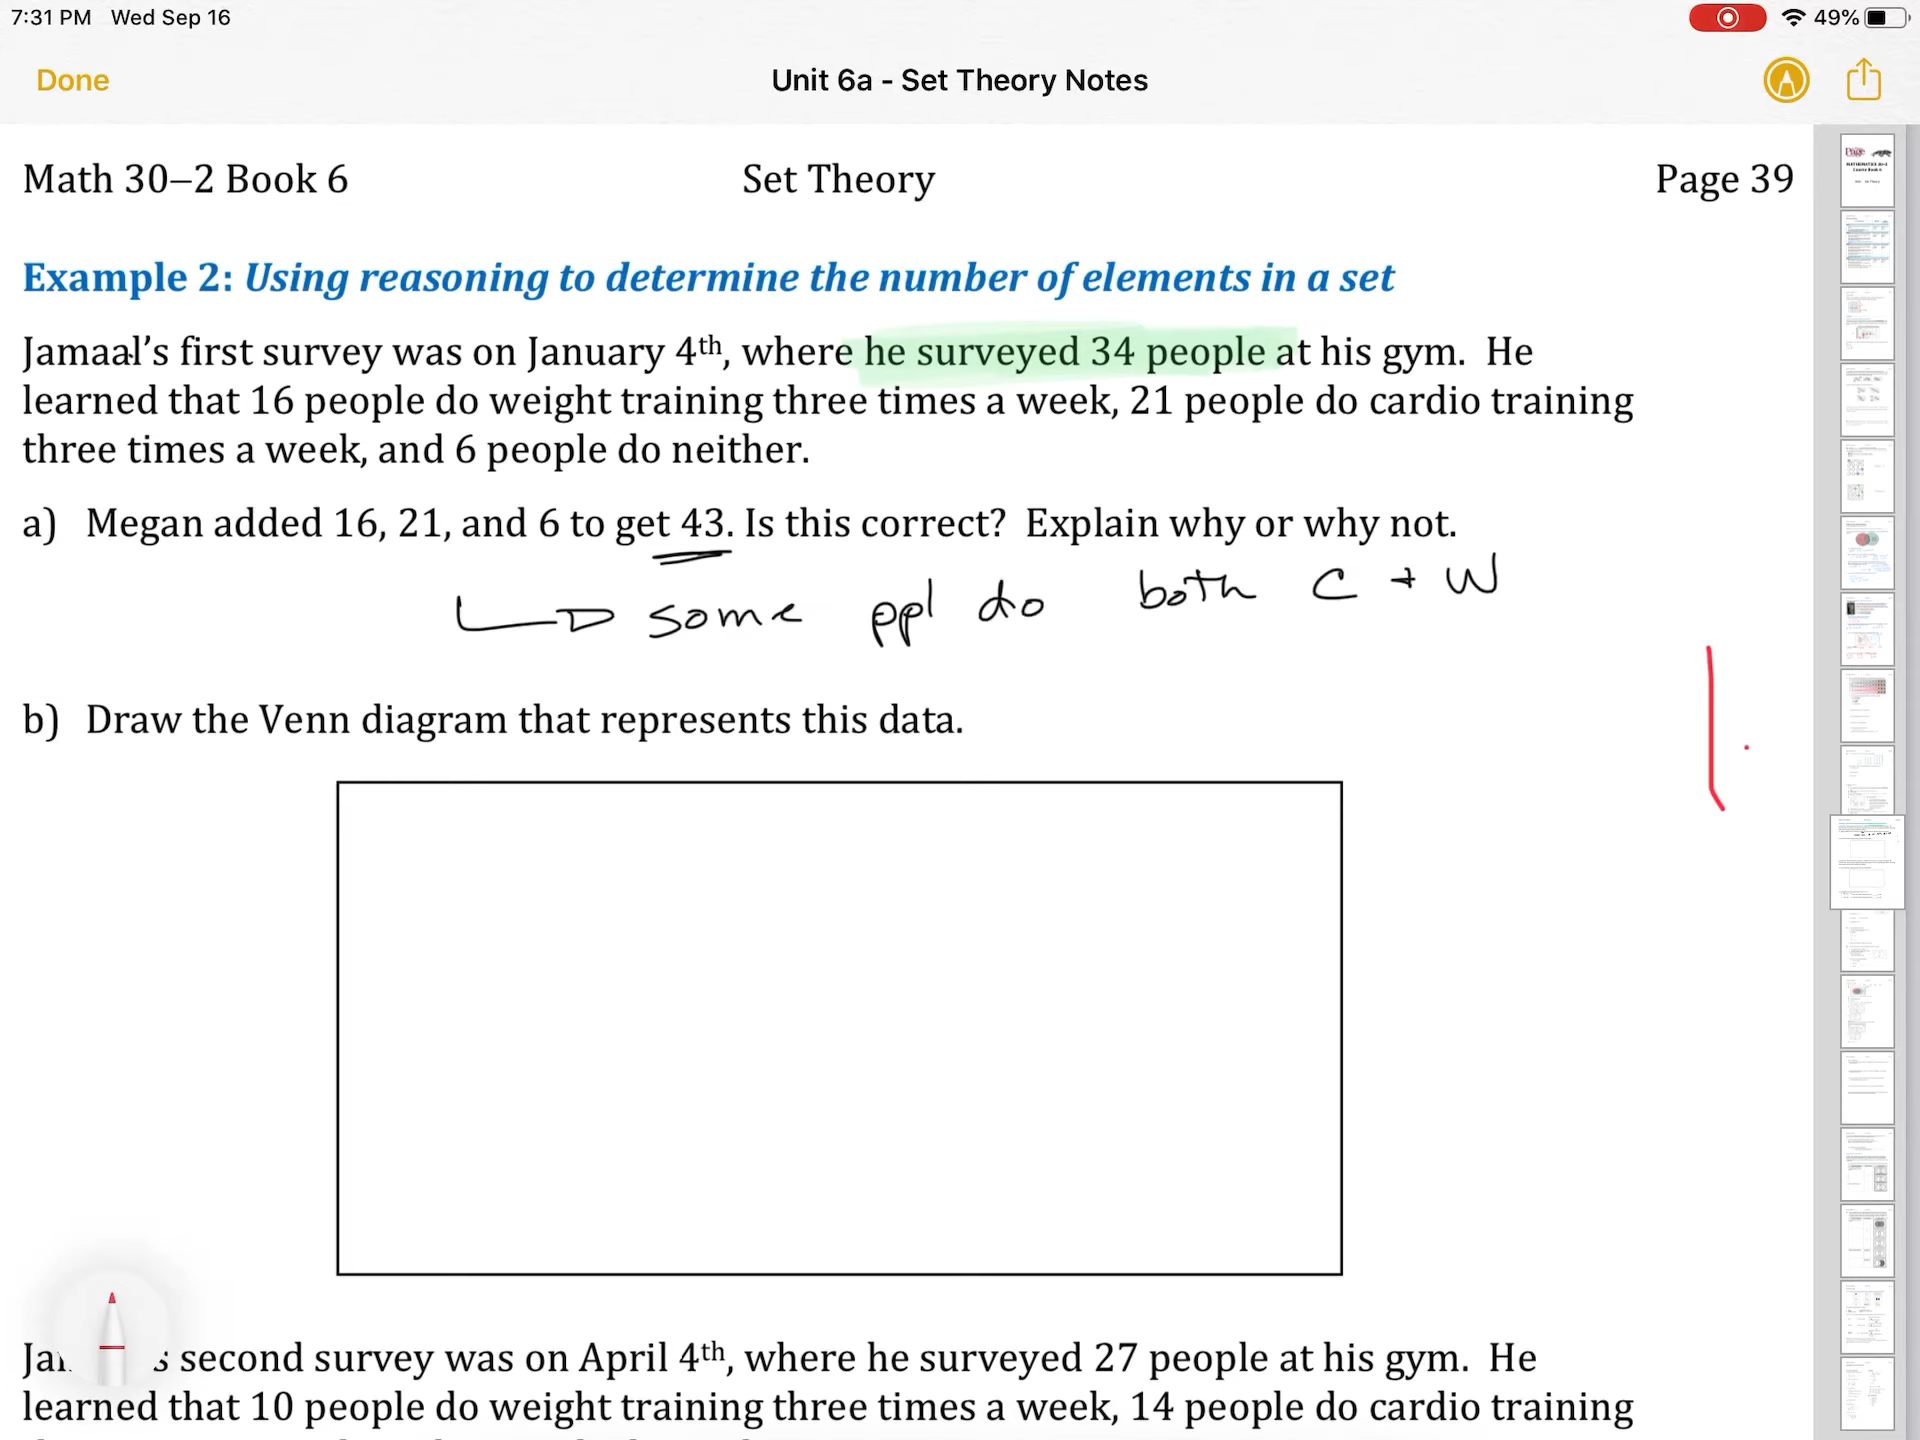 7:31 PM Wed Sep 16
49%
Done
Unit 6a - Set Theory Notes
Math 30–2 Book 6
Set Theory
Page 39
Example 2: Using reasoning to determine the number of elements in a set
Jamaal’s first survey was on January 4th, where he surveyed 34 people at his gym. He
learned that 16 people do weight training three times a week, 21 people do cardio training
three times a week, and 6 people do neither.
a) Megan added 16, 21, and 6 to get 43. Is this correct? Explain why or why not.
some ppl do both C + W
b) Draw the Venn diagram that represents this data.
second survey was on April 4th, where he surveyed 27 people at his gym. He
learned that 10 people do weight training three times a week, 14 people do cardio training